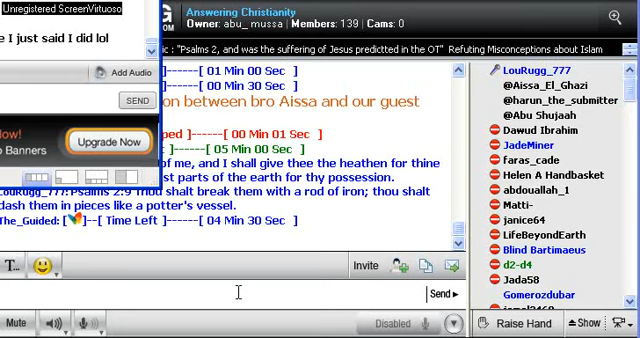 Unregistered ScreenVirtuoso
e I just said I did lol
Add Audio
SEND
Now!
o Banners
Upgrade Now
G
.COM
Answering Christianity
Owner: abu_ mussa | Members: 139 | Cams: 0
: "Psalms 2, and was the suffering of Jesus predictted in the OT" Refuting Misconceptions about Islam
]------[ 01 Min 00 Sec ]
]------[ 00 Min 30 Sec ]
on between bro Aissa and our guest
ped ]------[ 00 Min 01 Sec ]
]------[ 05 Min 00 Sec ]
of me, and I shall give thee the heathen for thine
st parts of the earth for thy possession.
LouRugg_777: Psalms 2:9 Thou shalt break them with a rod of iron; thou shalt
dash them in pieces like a potter's vessel.
The_Guided: [ ]--[ Time Left ]------[ 04 Min 30 Sec ]
T...
Invite
Send
Mute
Disabled
LouRugg_777
@Aissa_El_Ghazi
@harun_the_submitter
@Abu Shujaah
Dawud Ibrahim
JadeMiner
faras_cade
Helen A Handbasket
abdouallah_1
Matti-
janice64
LifeBeyondEarth
Blind Bartimaeus
d2-d4
Jada58
Gomerozdubar
Raise Hand
Show